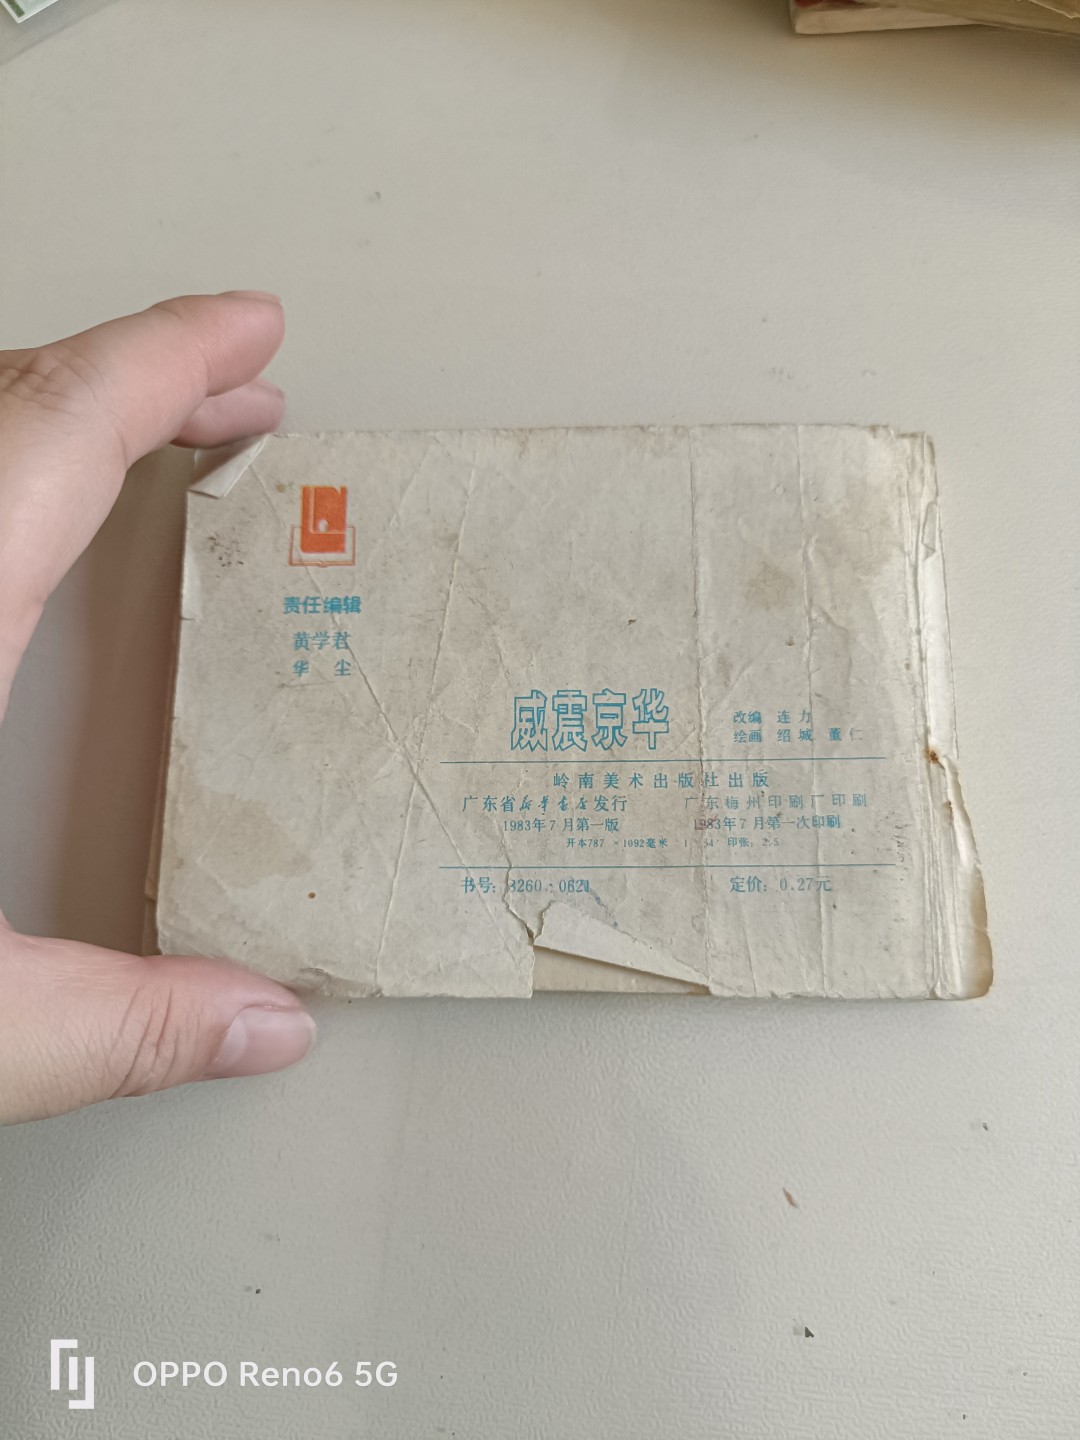 责任编辑
黄学君
华 尘
威震京华
改编 连力
绘画 绍城 董仁
岭南美术出版社出版
广东省新华书店发行 广东梅州印刷厂印刷
1983年7月第一版 1983年7月第一次印刷
开本787×1092毫米 1 64 印张：2.5
书号：8260·0621 定价：0.27元
OPPO Reno6 5G